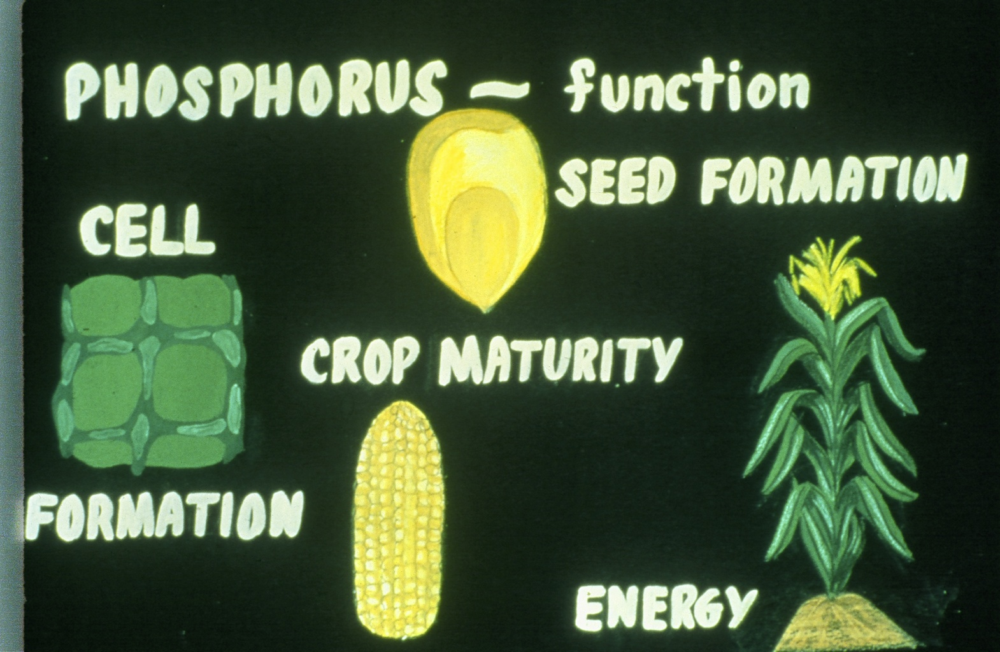 PHOSPHORUS – function
SEED FORMATION
CELL
FORMATION
CROP MATURITY
ENERGY